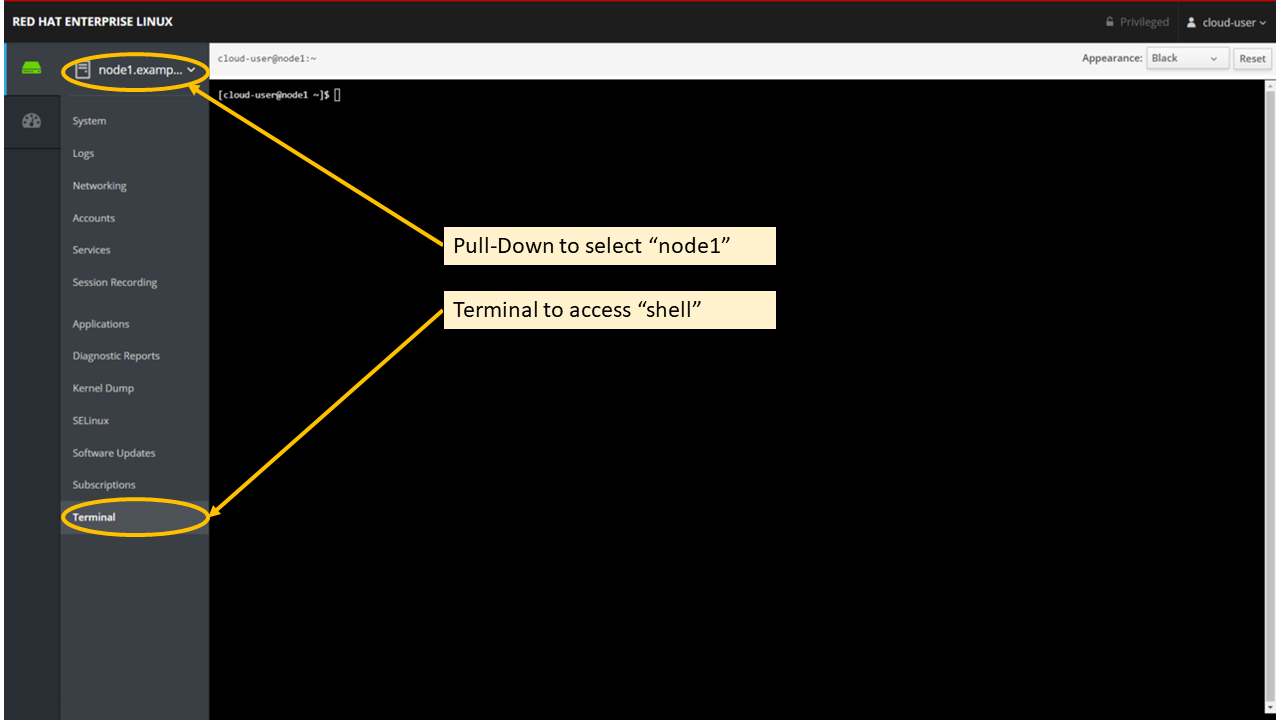 RED HAT ENTERPRISE LINUX
Privileged
cloud-user
node1.examp...
cloud-user@node1:~
Appearance: Black
Reset
[cloud-user@node1 ~]$
System
Logs
Networking
Accounts
Services
Session Recording
Applications
Diagnostic Reports
Kernel Dump
SELinux
Software Updates
Subscriptions
Terminal
Pull-Down to select “node1”
Terminal to access “shell”